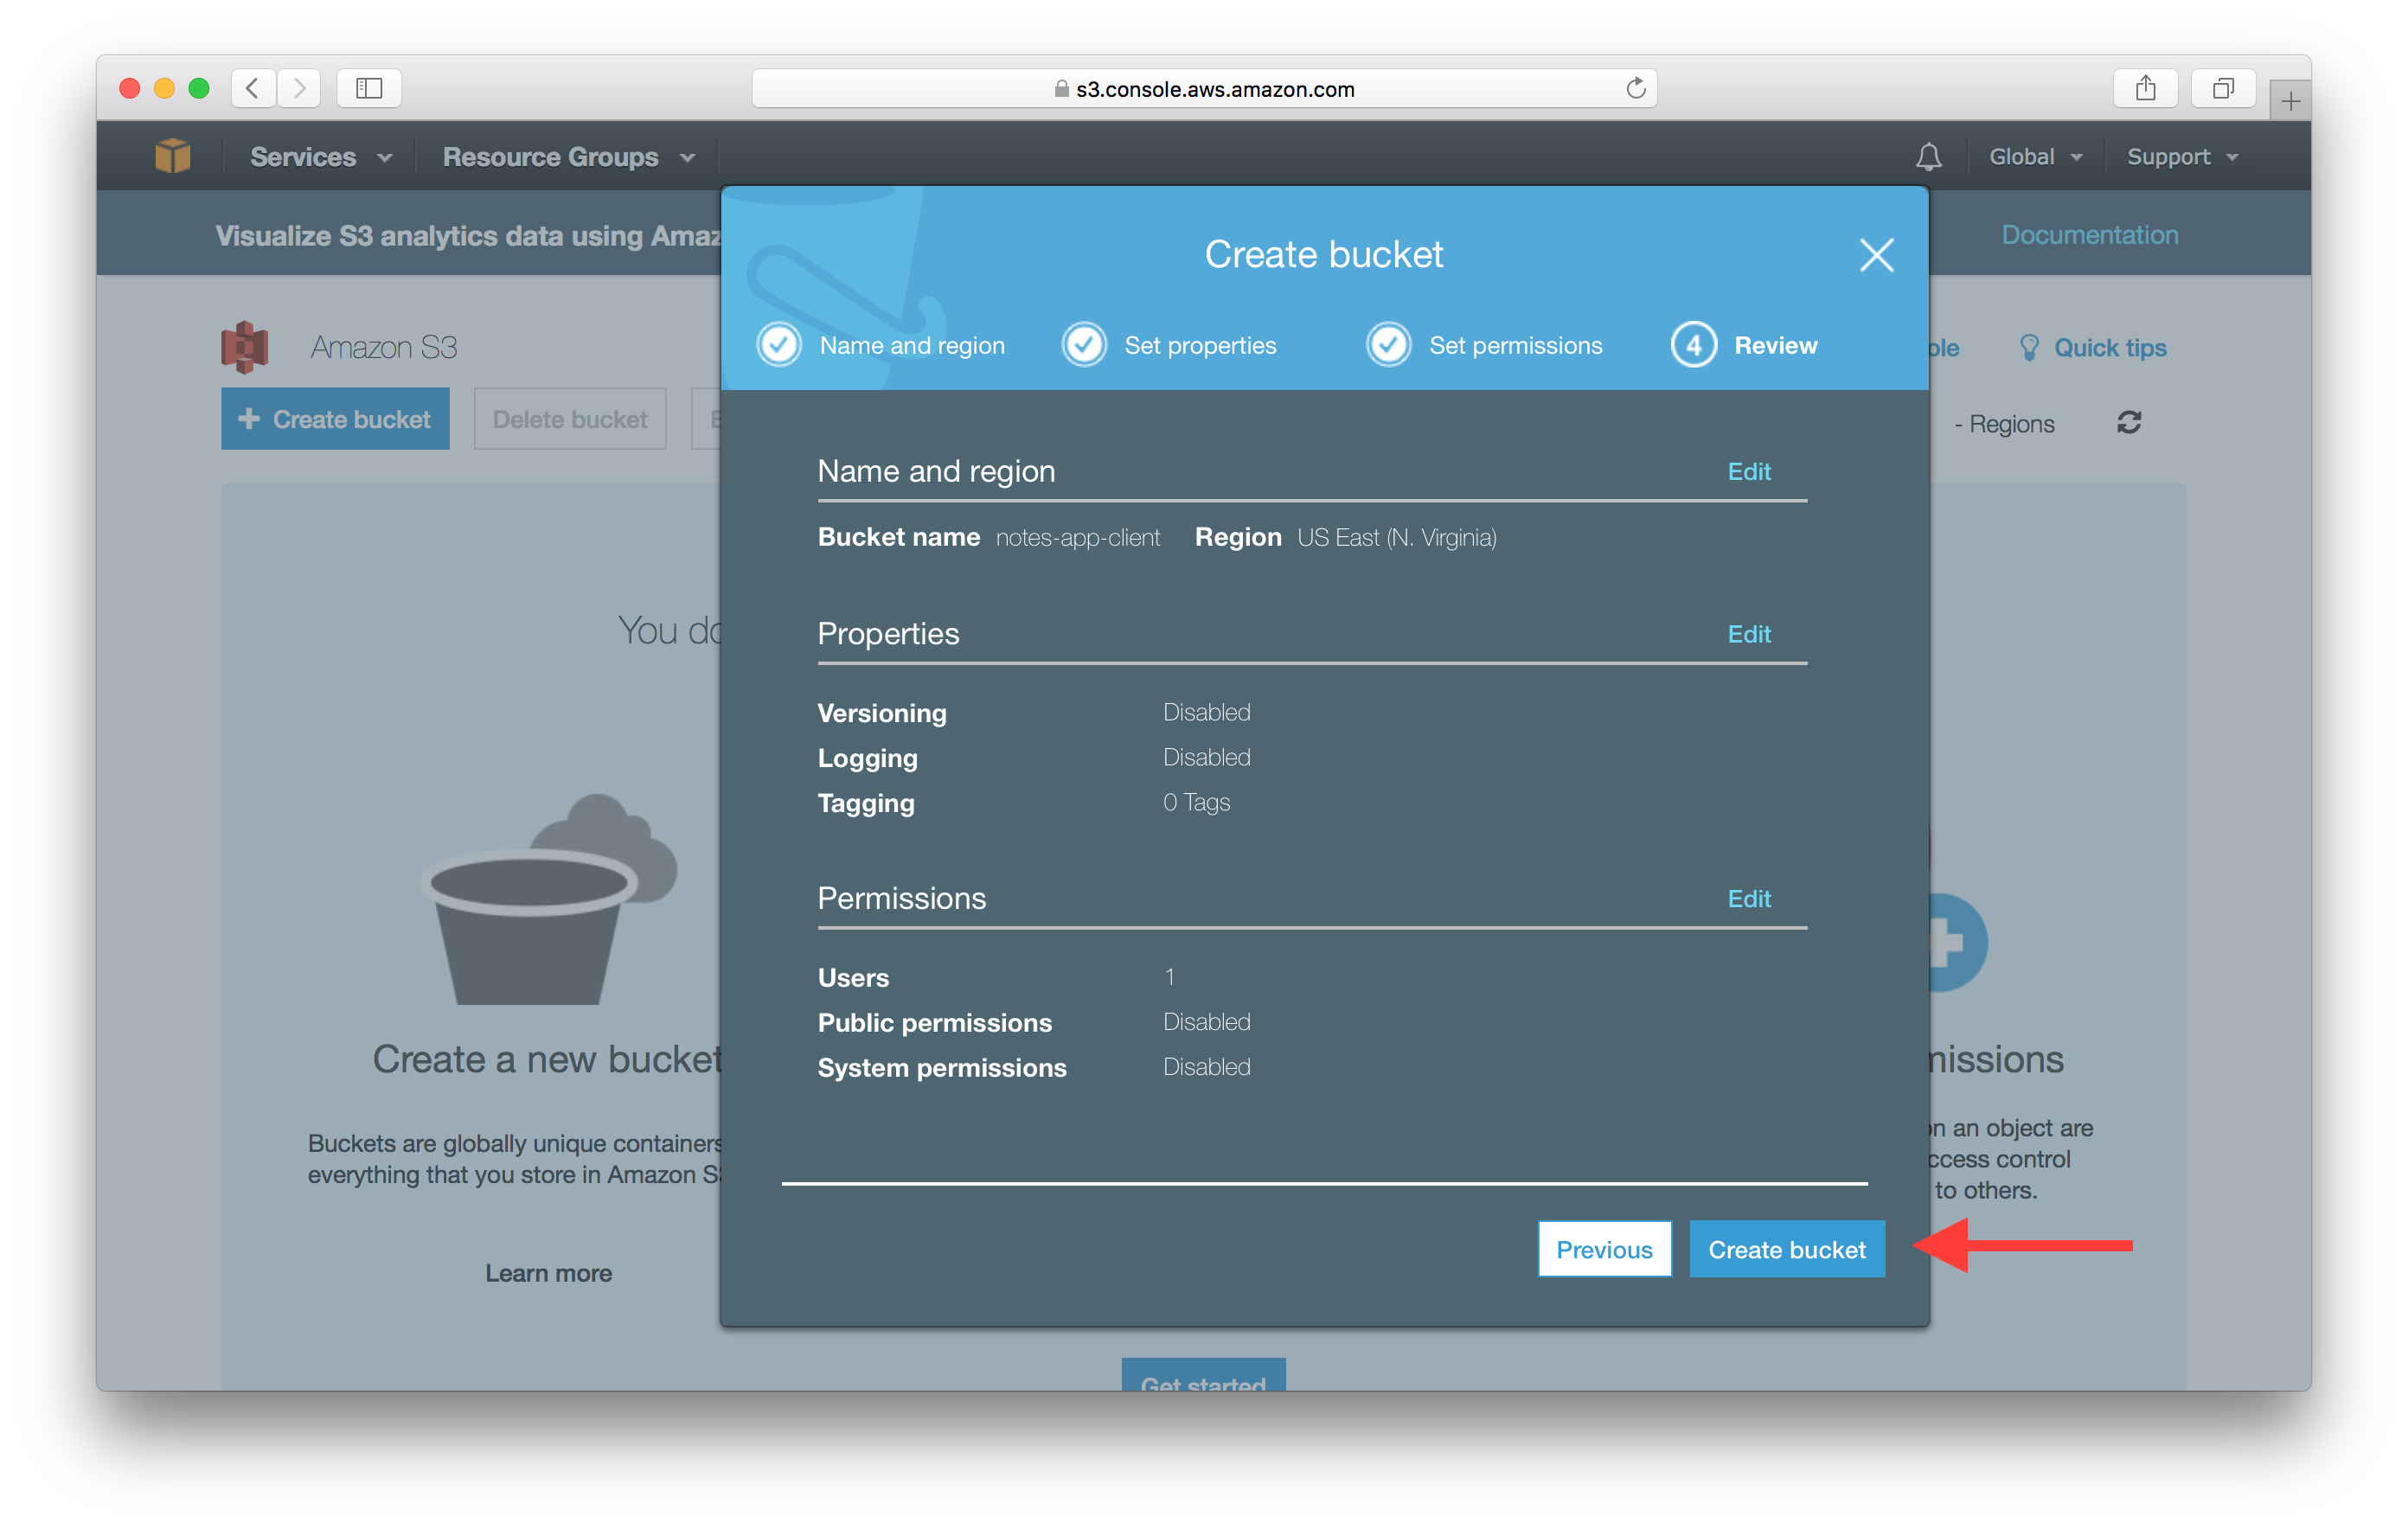 s3.console.aws.amazon.com
Services
Resource Groups
Global
Support
Visualize S3 analytics data using
Documentation
Create bucket
Name and region
Set properties
Set permissions
4 Review
Amazon S3
Quick tips
Create bucket
Delete bucket
- Regions
Name and region
Edit
Bucket name notes-app-client Region US East (N. Virginia)
Properties
Edit
You
Versioning Disabled
Logging Disabled
Tagging 0 Tags
Permissions
Edit
Users 1
Public permissions Disabled
System permissions Disabled
Create a new bucket
Buckets are globally unique containers
everything that you store in Amazon
Learn more
an object are
control
to others.
Previous
Create bucket
Get started